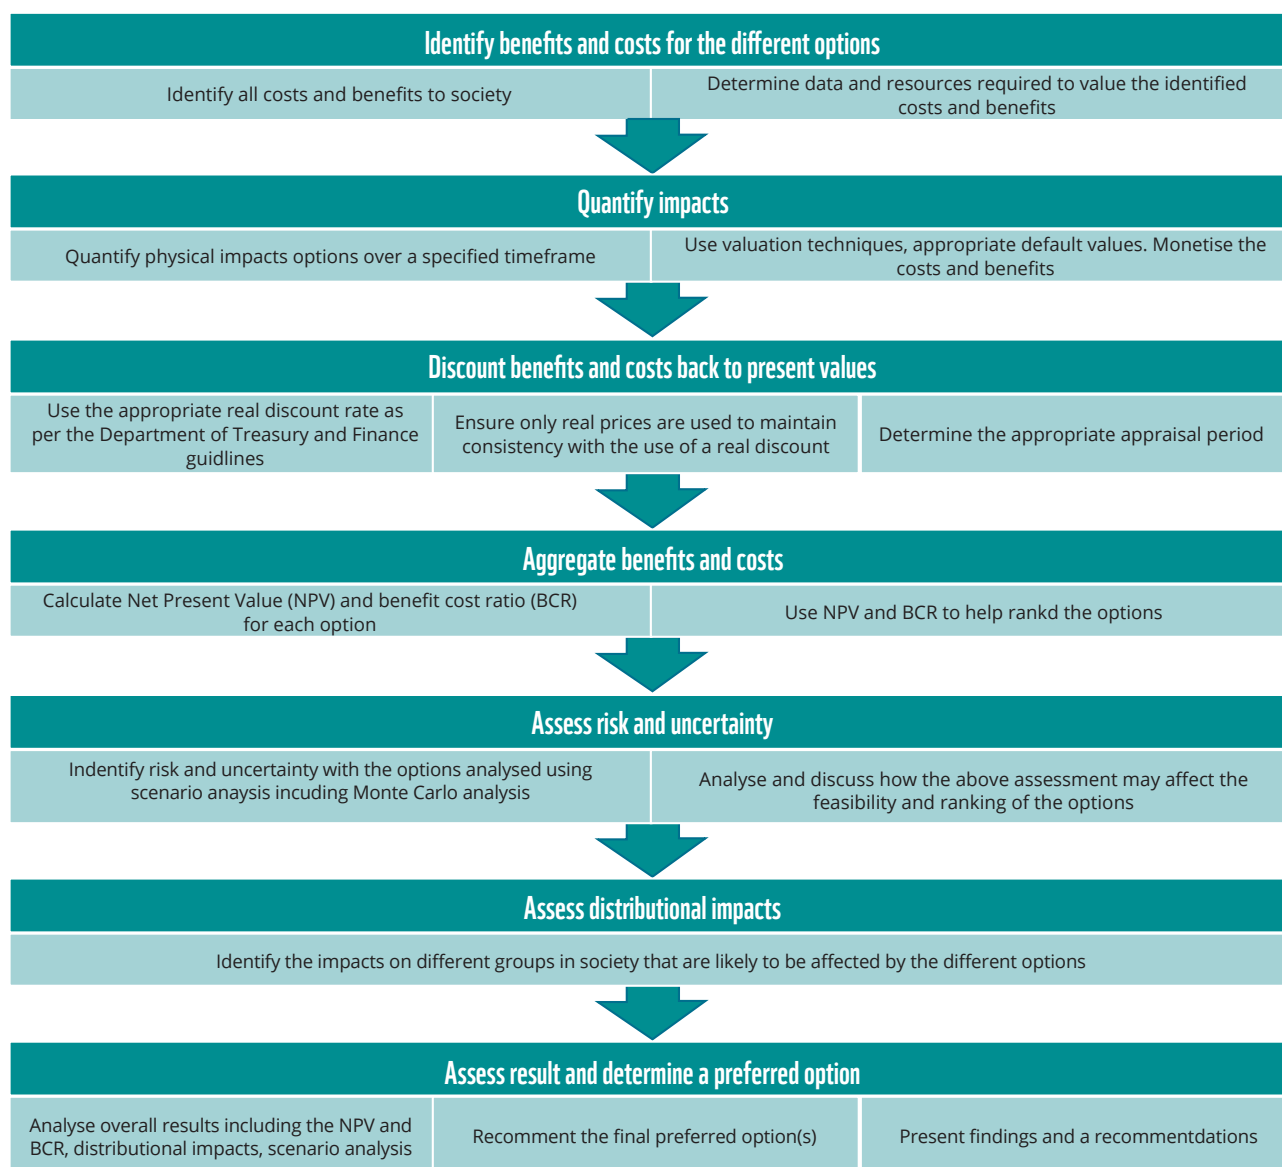 Identify benefits and costs for the different options
Identify all costs and benefits to society
Determine data and resources required to value the identified
costs and benefits
Quantify impacts
Quantify physical impacts options over a specified timeframe
Use valuation techniques, appropriate default values. Monetise the
costs and benefits
Discount benefits and costs back to present values
Use the appropriate real discount rate as
per the Department of Treasury and Finance
guidlines
Ensure only real prices are used to maintain
consistency with the use of a real discount
Determine the appropriate appraisal period
Aggregate benefits and costs
Calculate Net Present Value (NPV) and benefit cost ratio (BCR)
for each option
Use NPV and BCR to help rankd the options
Assess risk and uncertainty
Indentify risk and uncertainty with the options analysed using
scenario anaysis incuding Monte Carlo analysis
Analyse and discuss how the above assessment may affect the
feasibility and ranking of the options
Assess distributional impacts
Identify the impacts on different groups in society that are likely to be affected by the different options
Assess result and determine a preferred option
Analyse overall results including the NPV and
BCR, distributional impacts, scenario analysis
Recomment the final preferred option(s)
Present findings and a recommentdations